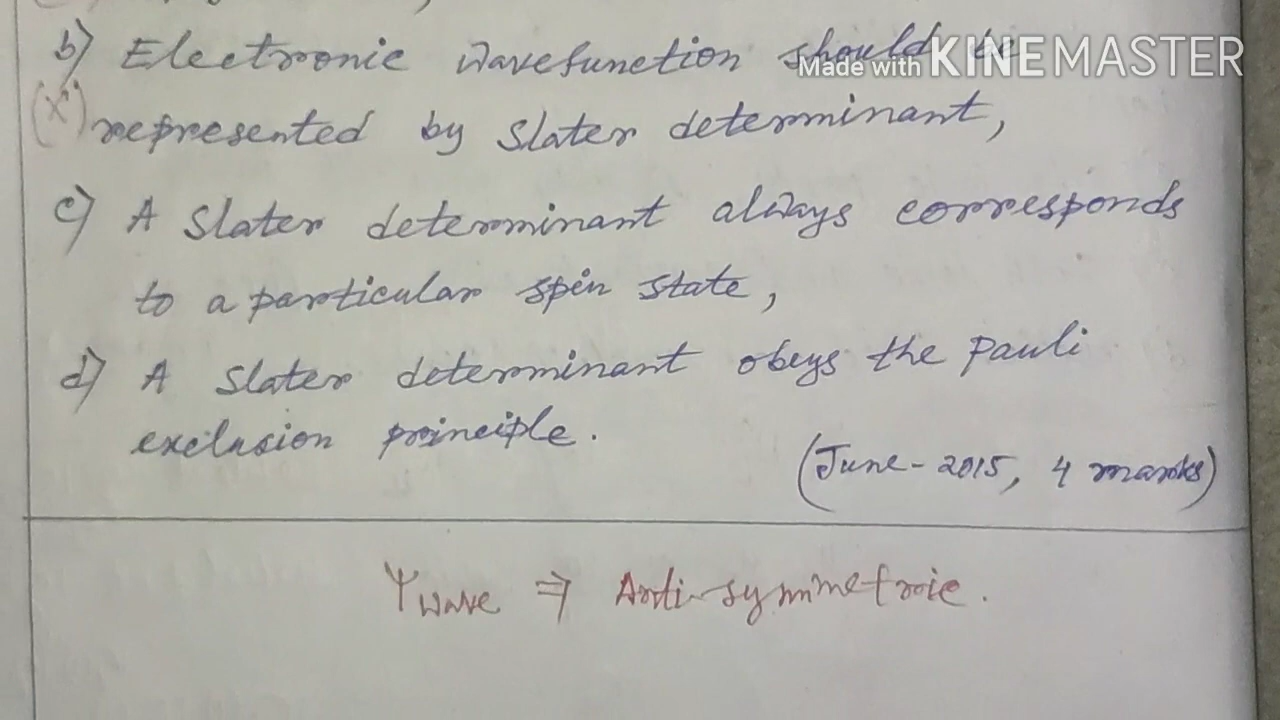 b) Electronic wavefunction should be
Made with KINEMASTER
(x) represented by Slater determinant,
c) A Slater determinant always corresponds
to a particular spin state,
d) A Slater determinant obeys the Pauli
exclusion principle.
(June-2015, 4 marks)
Ψwave ⇒ Anti-symmetric.